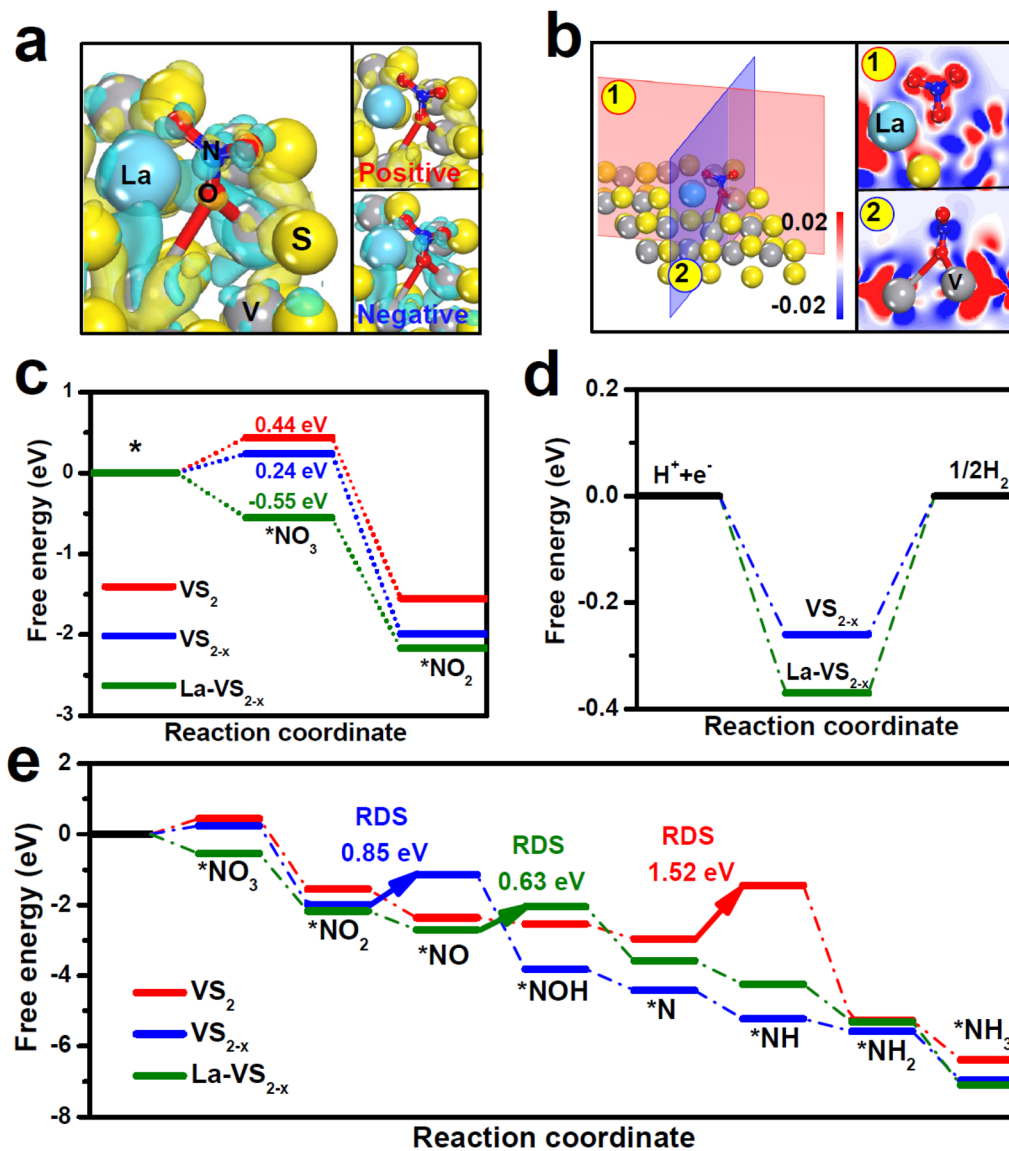 a
La
N
O
S
V
Positive
Negative
b
1
2
0.02
-0.02
1
La
2
V
c
Free energy (eV)
1
0
-1
-2
-3
*
0.44 eV
0.24 eV
-0.55 eV
*NO3
*NO2
VS2
VS2-x
La-VS2-x
Reaction coordinate
d
Free energy (eV)
0.2
0.0
-0.2
-0.4
H++e-
1/2H2
VS2-x
La-VS2-x
Reaction coordinate
e
Free energy (eV)
2
0
-2
-4
-6
-8
RDS
0.85 eV
RDS
0.63 eV
RDS
1.52 eV
*NO3
*NO2
*NO
*NOH
*N
*NH
*NH2
*NH3
VS2
VS2-x
La-VS2-x
Reaction coordinate